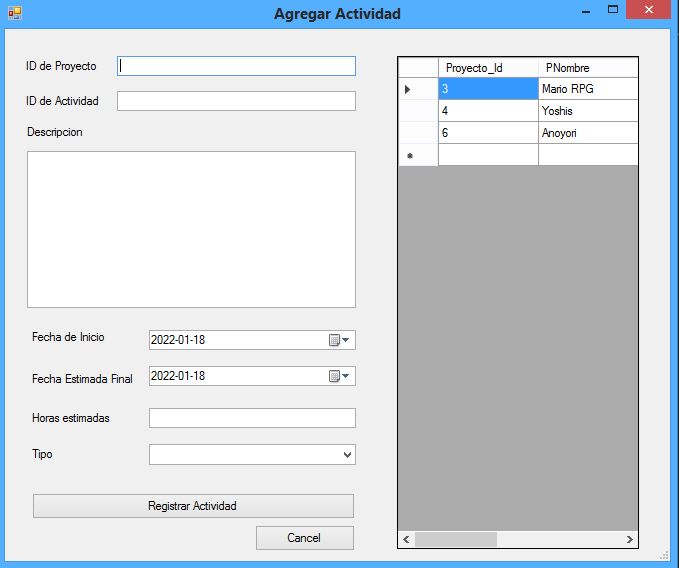 Agregar Actividad
ID de Proyecto
ID de Actividad
Descripcion
Fecha de Inicio 2022-01-18
Fecha Estimada Final 2022-01-18
Horas estimadas
Tipo
Registrar Actividad
Cancel
Proyecto_Id PNombre
3 Mario RPG
4 Yoshis
6 Anoyori